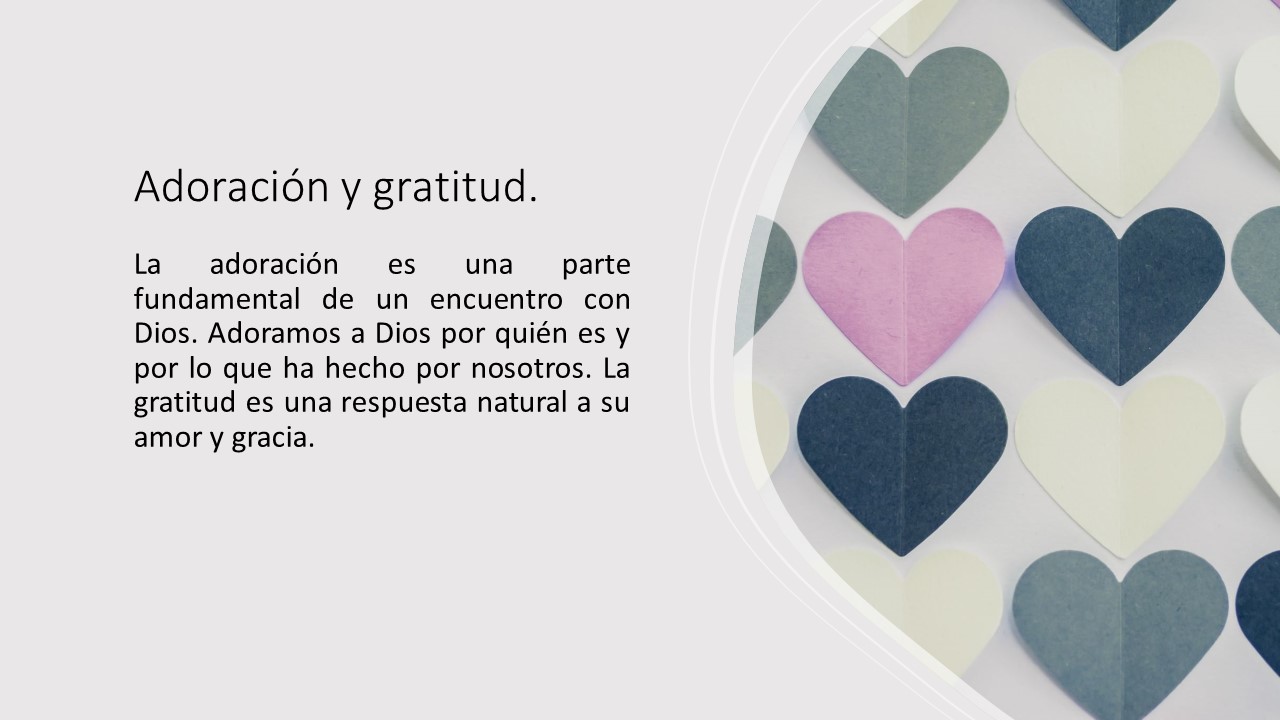 Adoración y gratitud.
La adoración es una parte
fundamental de un encuentro con
Dios. Adoramos a Dios por quién es y
por lo que ha hecho por nosotros. La
gratitud es una respuesta natural a su
amor y gracia.